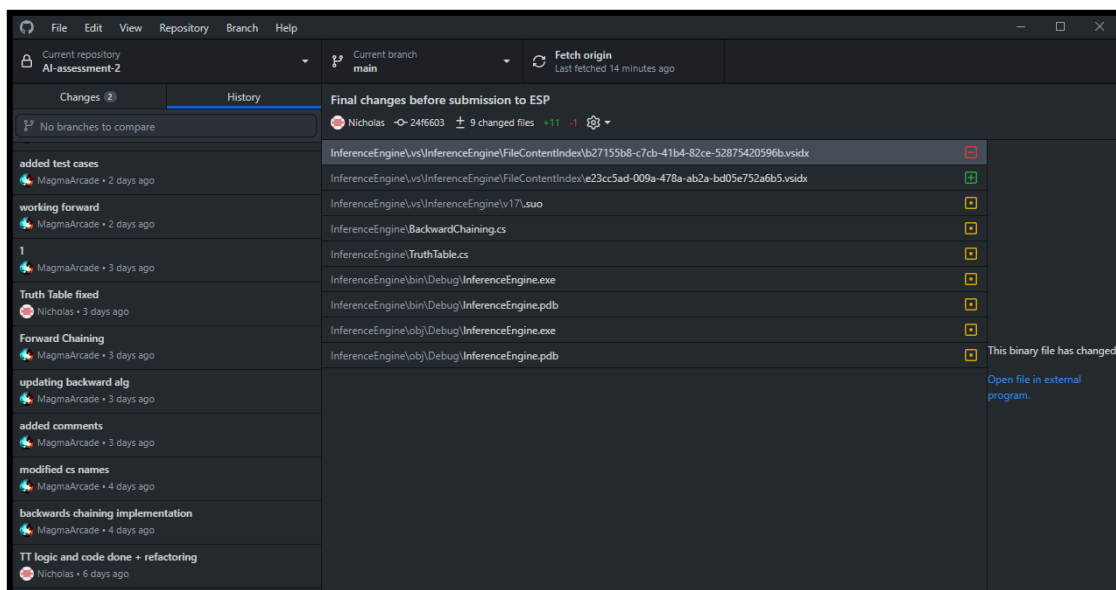 File Edit View Repository Branch Help
Current repository
AI-assessment-2
Current branch
main
Fetch origin
Last fetched 14 minutes ago
Changes 2
History
No branches to compare
added test cases
MagmaArcade • 2 days ago
working forward
MagmaArcade • 2 days ago
1
MagmaArcade • 3 days ago
Truth Table fixed
Nicholas • 3 days ago
Forward Chaining
MagmaArcade • 3 days ago
updating backward alg
MagmaArcade • 3 days ago
added comments
MagmaArcade • 3 days ago
modified cs names
MagmaArcade • 4 days ago
backwards chaining implementation
MagmaArcade • 4 days ago
TT logic and code done + refactoring
Nicholas • 6 days ago
Final changes before submission to ESP
Nicholas 24f6603 9 changed files +11 -1
InferenceEngine\.vs\InferenceEngine\FileContentIndex\b27155b8-c7cb-41b4-82ce-52875420596b.vsidx
InferenceEngine\.vs\InferenceEngine\FileContentIndex\e23cc5ad-009a-478a-ab2a-bd05e752a6b5.vsidx
InferenceEngine\.vs\InferenceEngine\v17\.suo
InferenceEngine\BackwardChaining.cs
InferenceEngine\TruthTable.cs
InferenceEngine\bin\Debug\InferenceEngine.exe
InferenceEngine\bin\Debug\InferenceEngine.pdb
InferenceEngine\obj\Debug\InferenceEngine.exe
InferenceEngine\obj\Debug\InferenceEngine.pdb
This binary file has changed
Open file in external
program.